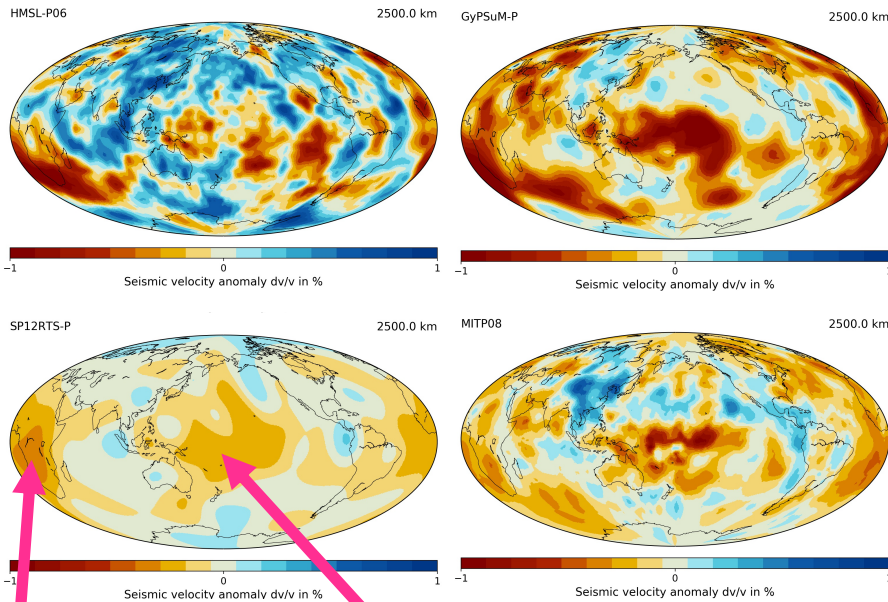 HMSL-P06 2500.0 km
−1 0 1
Seismic velocity anomaly dv/v in %
GyPSuM-P 2500.0 km
−1 0 1
Seismic velocity anomaly dv/v in %
SP12RTS-P 2500.0 km
−1 0 1
Seismic velocity anomaly dv/v in %
MITP08 2500.0 km
−1 0 1
Seismic velocity anomaly dv/v in %